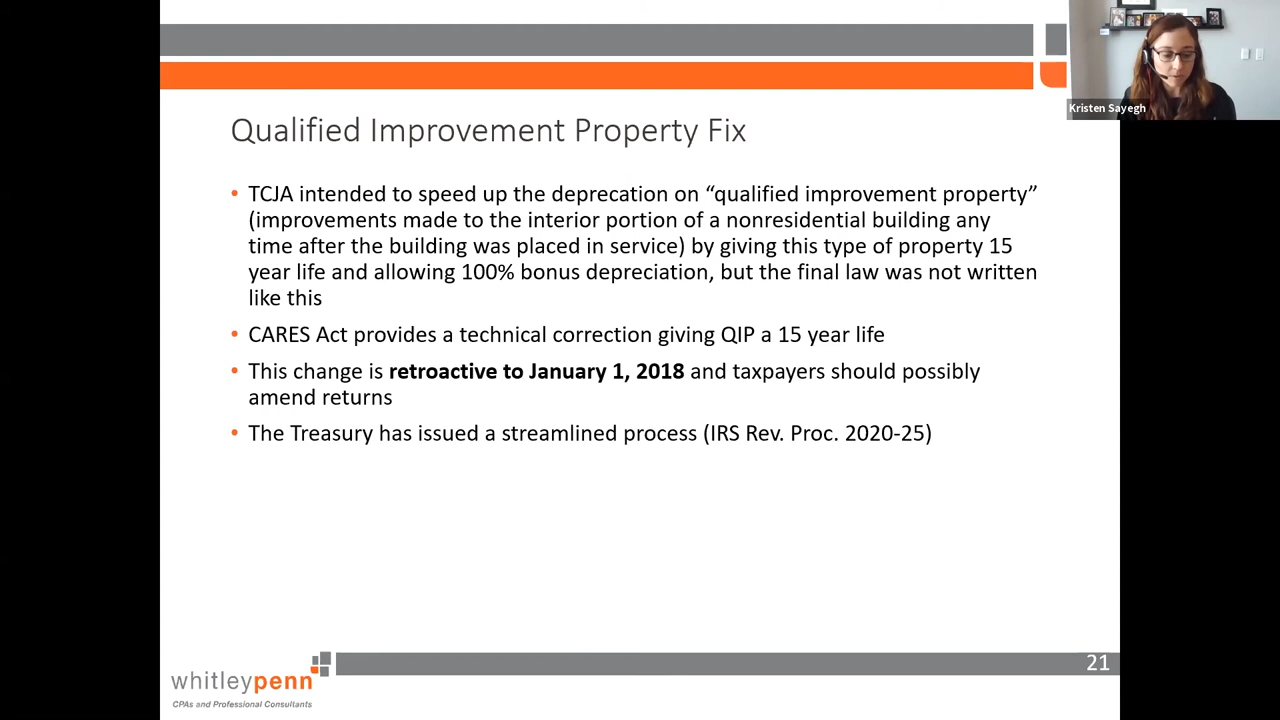 Kristen Sayegh
Qualified Improvement Property Fix
• TCJA intended to speed up the deprecation on “qualified improvement property”
(improvements made to the interior portion of a nonresidential building any
time after the building was placed in service) by giving this type of property 15
year life and allowing 100% bonus depreciation, but the final law was not written
like this
• CARES Act provides a technical correction giving QIP a 15 year life
• This change is retroactive to January 1, 2018 and taxpayers should possibly
amend returns
• The Treasury has issued a streamlined process (IRS Rev. Proc. 2020-25)
21
whitleypenn
CPAs and Professional Consultants